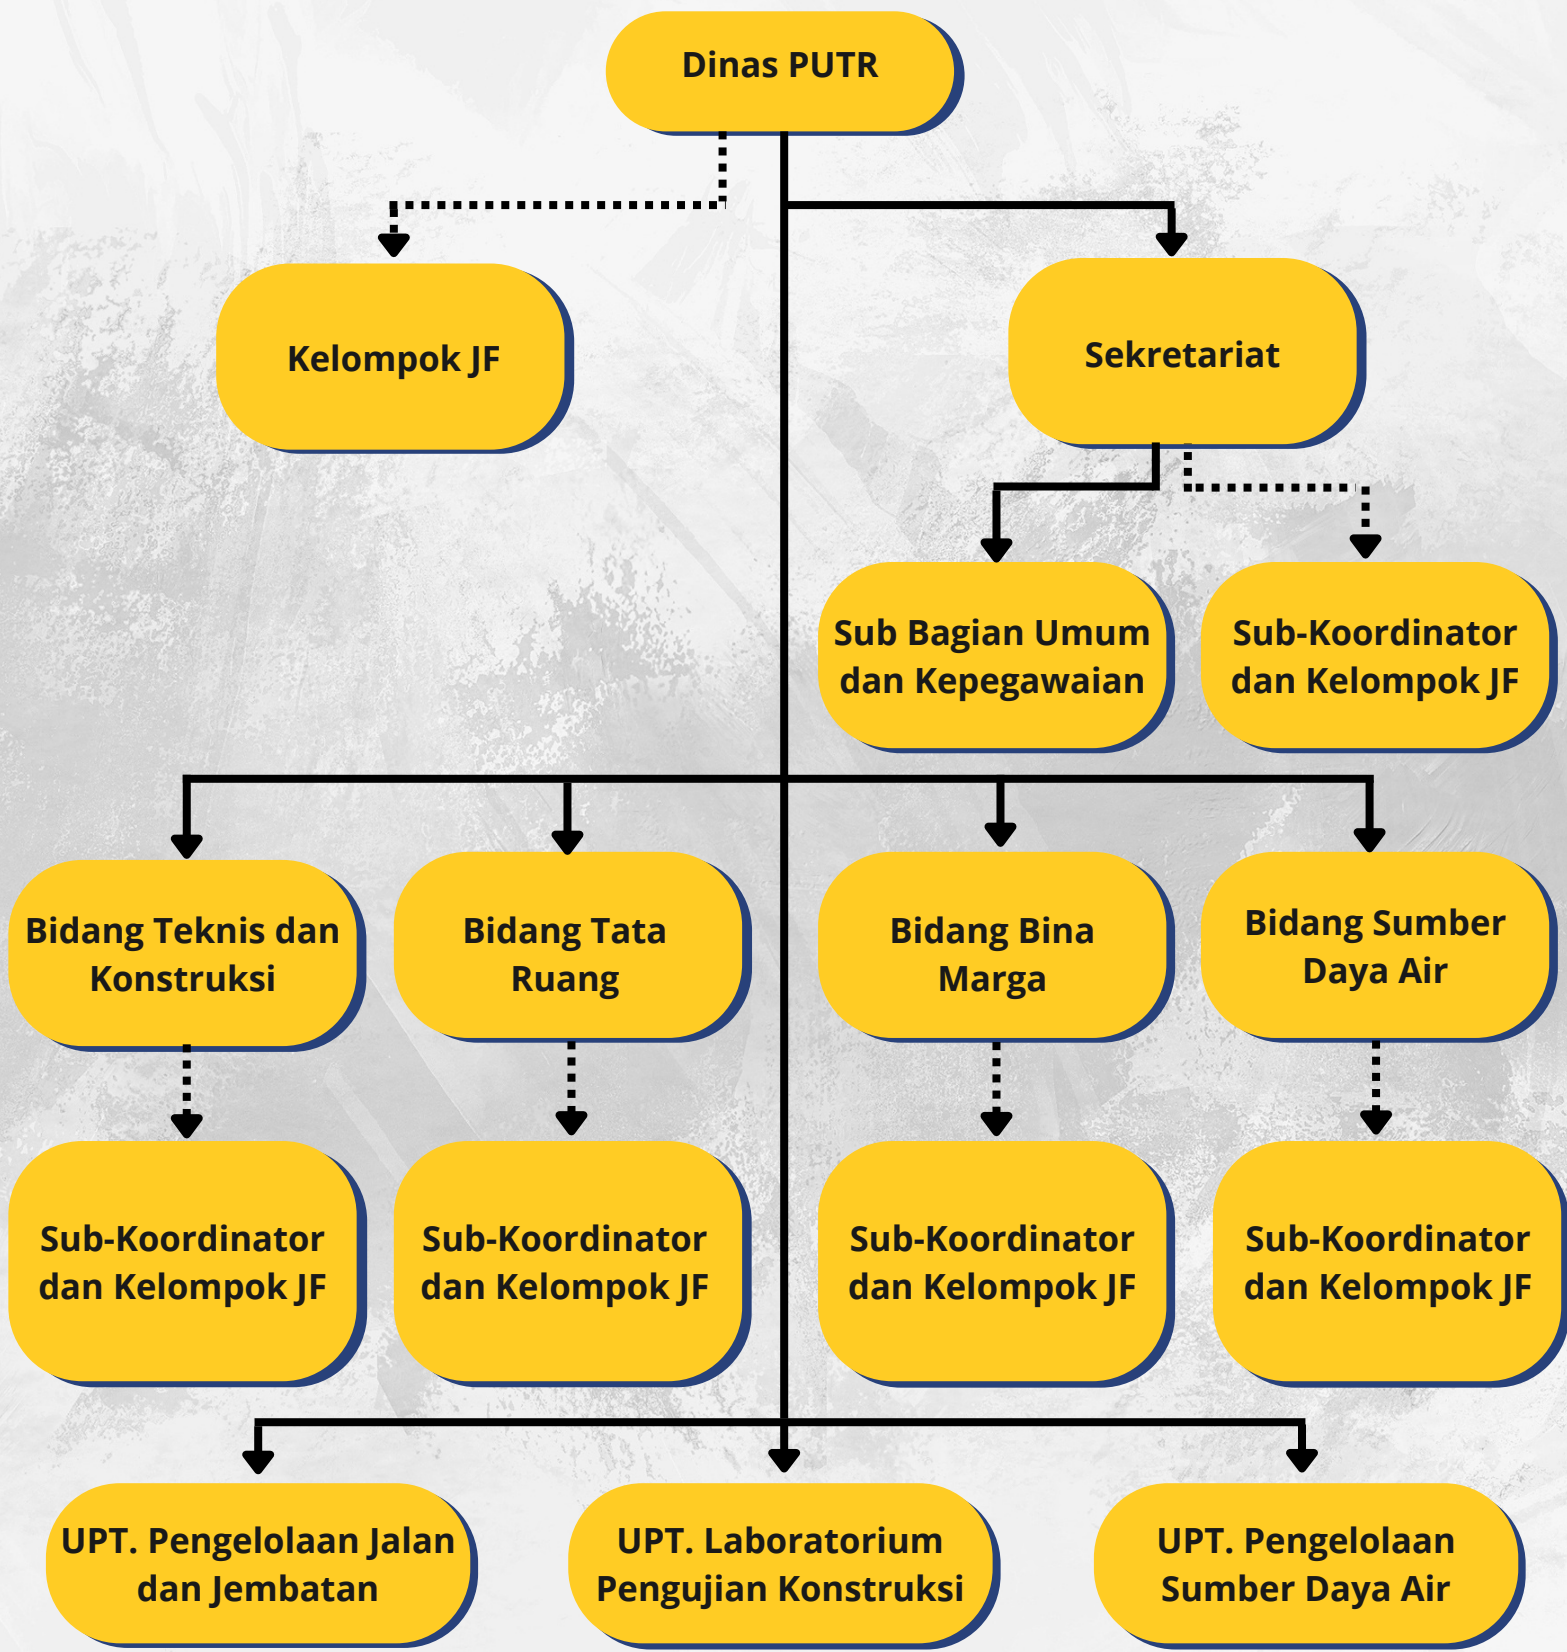 Dinas PUTR
Kelompok JF
Sekretariat
Sub Bagian Umum
dan Kepegawaian
Sub-Koordinator
dan Kelompok JF
Bidang Teknis dan
Konstruksi
Bidang Tata
Ruang
Bidang Bina
Marga
Bidang Sumber
Daya Air
Sub-Koordinator
dan Kelompok JF
Sub-Koordinator
dan Kelompok JF
Sub-Koordinator
dan Kelompok JF
Sub-Koordinator
dan Kelompok JF
UPT. Pengelolaan Jalan
dan Jembatan
UPT. Laboratorium
Pengujian Konstruksi
UPT. Pengelolaan
Sumber Daya Air